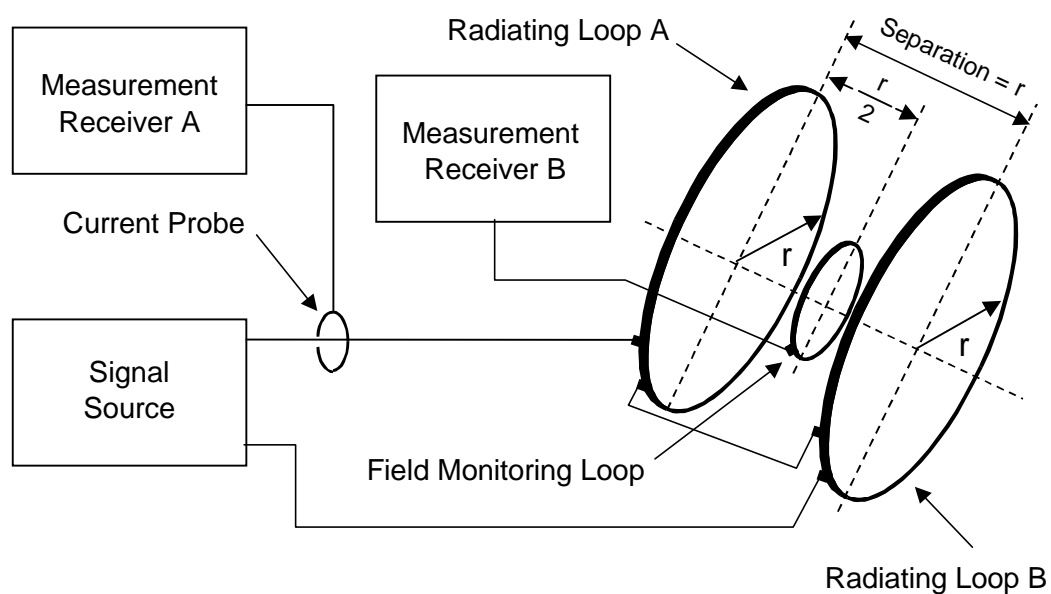 Radiating Loop A
Separation = r
r
2
Measurement
Receiver A
Measurement
Receiver B
Current Probe
r
r
Signal
Source
Field Monitoring Loop
Radiating Loop B